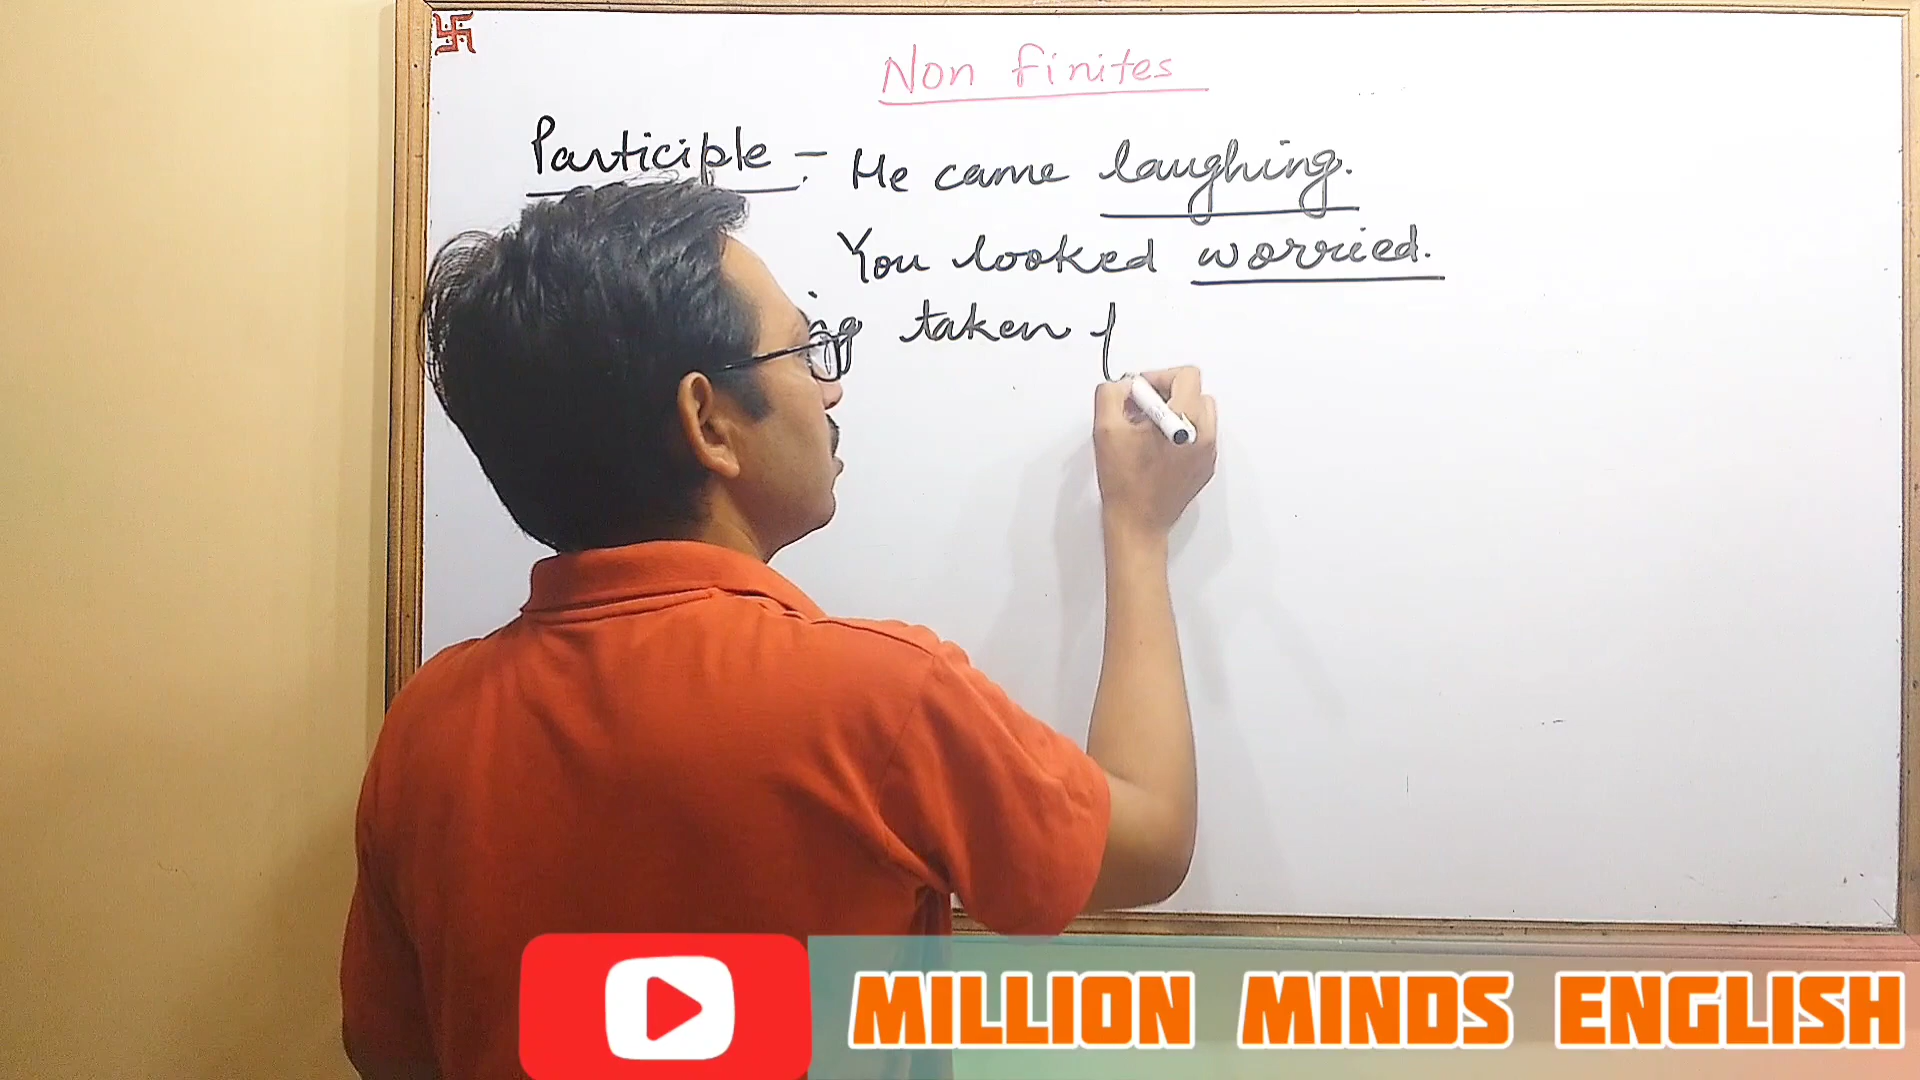 Non Finites
Participle :- He came laughing.
You looked worried.
taken
MILLION MINDS ENGLISH